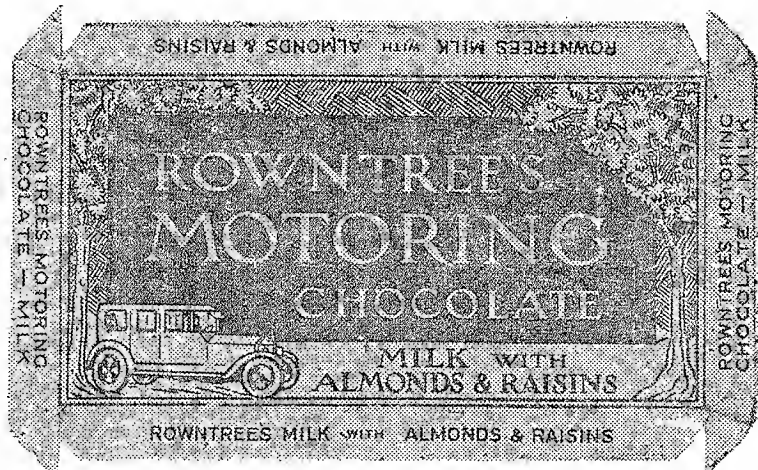 ROWNTREES MILK WITH ALMONDS & RAISINS
ROWNTREES MOTORING
CHOCOLATE — MILK
ROWNTREE'S
MOTORING
CHOCOLATE
MILK WITH
ALMONDS & RAISINS
ROWNTREES MOTORING
CHOCOLATE — MILK
ROWNTREES MILK WITH ALMONDS & RAISINS